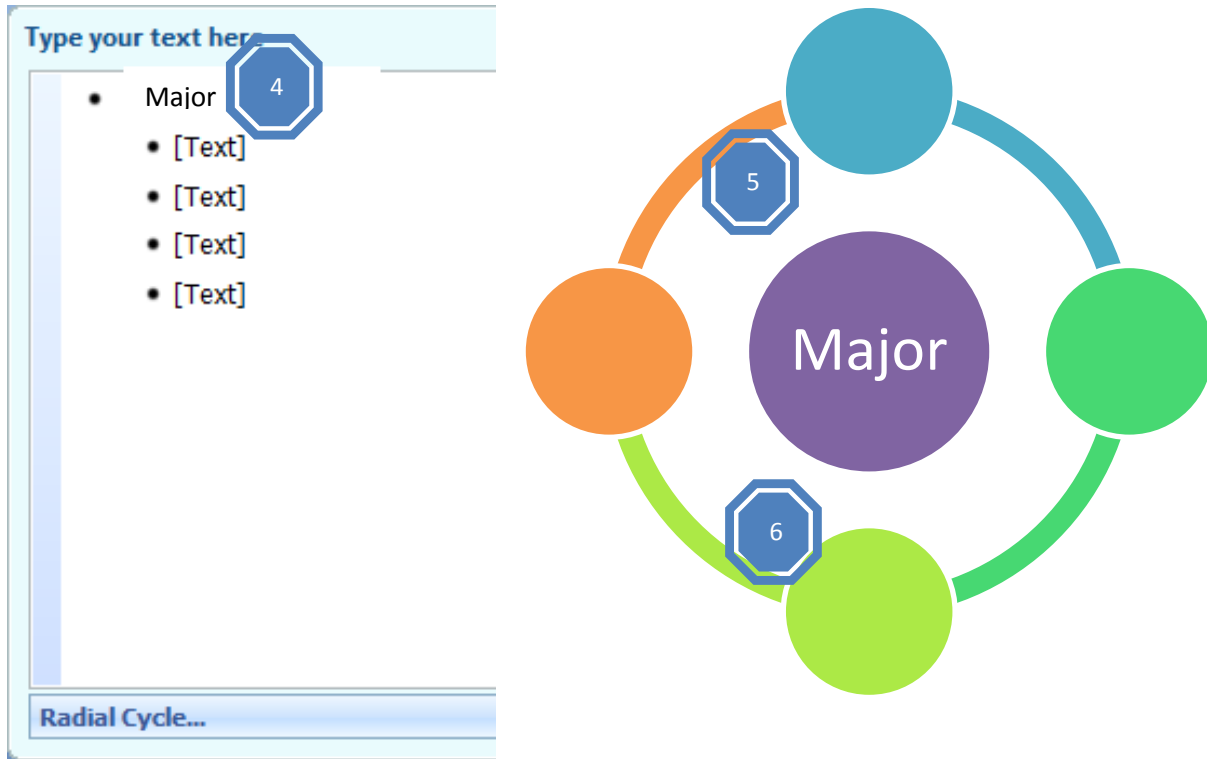 Type your text here
4
Major
[Text]
[Text]
[Text]
[Text]
Radial Cycle...
5
Major
6